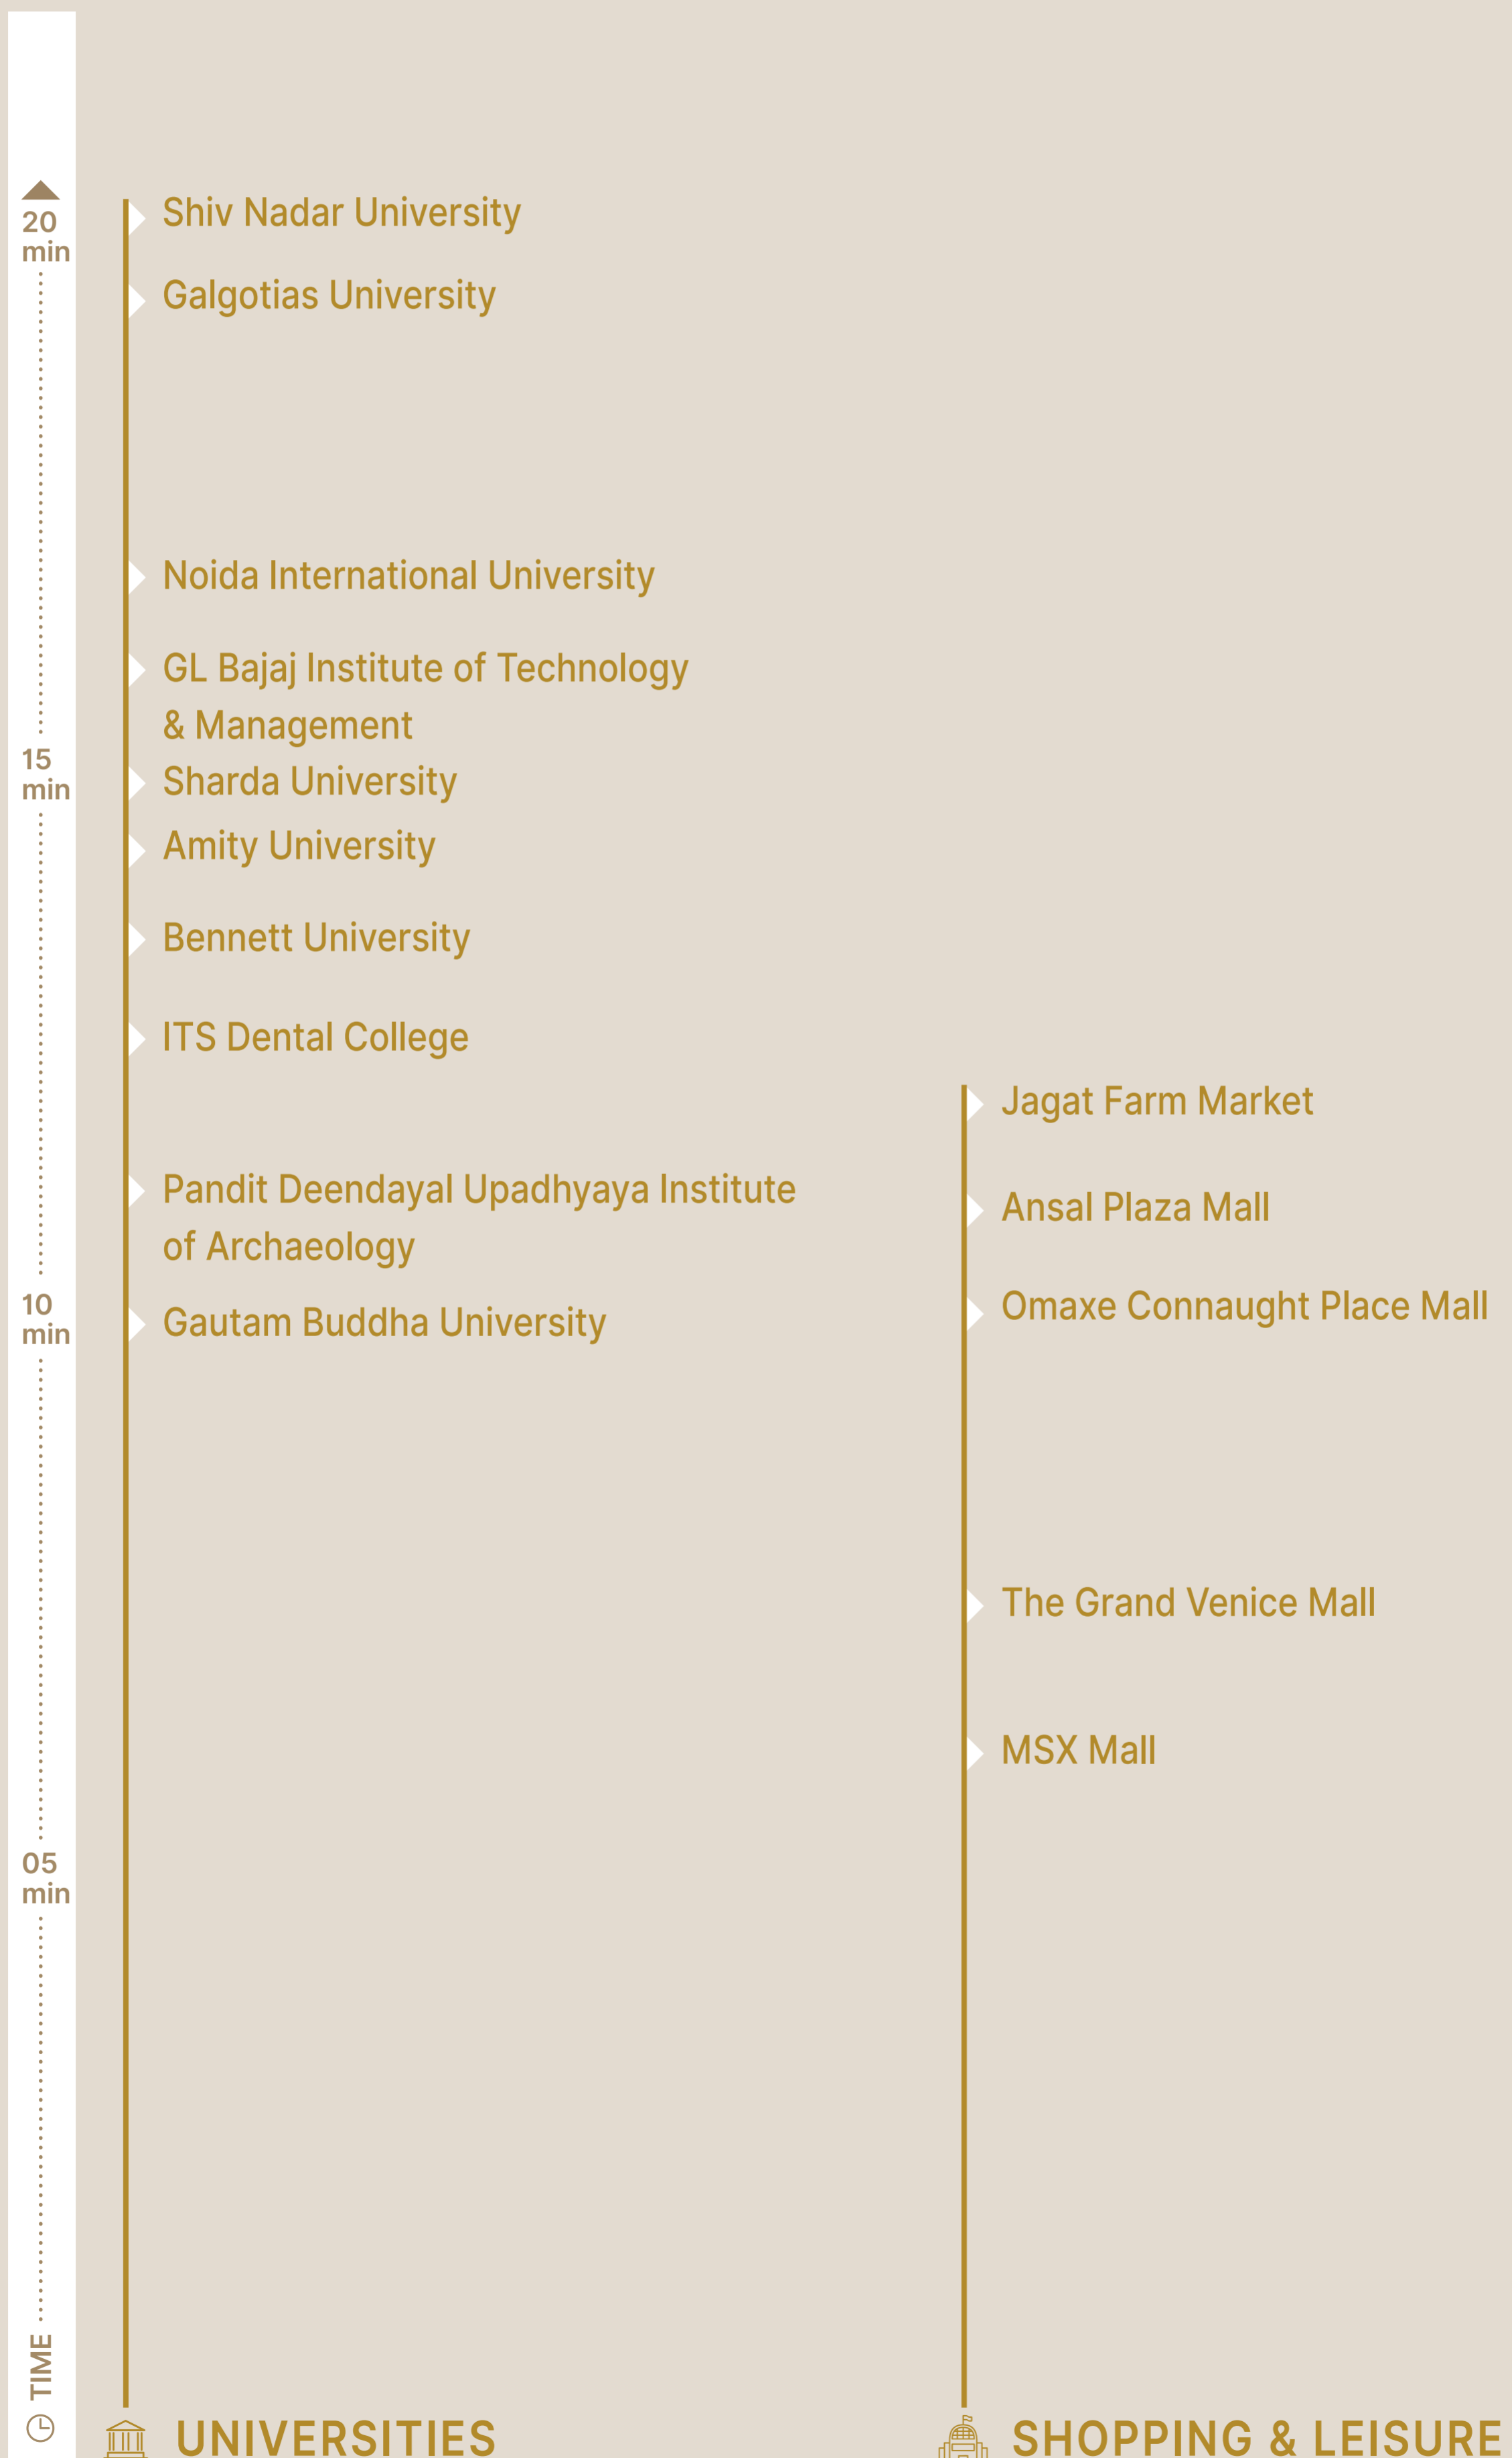 20
min
15
min
10
min
05
min
TIME
Shiv Nadar University
Galgotias University
Noida International University
GL Bajaj Institute of Technology
& Management
Sharda University
Amity University
Bennett University
ITS Dental College
Pandit Deendayal Upadhyaya Institute
of Archaeology
Gautam Buddha University
UNIVERSITIES
Jagat Farm Market
Ansal Plaza Mall
Omaxe Connaught Place Mall
The Grand Venice Mall
MSX Mall
SHOPPING & LEISURE